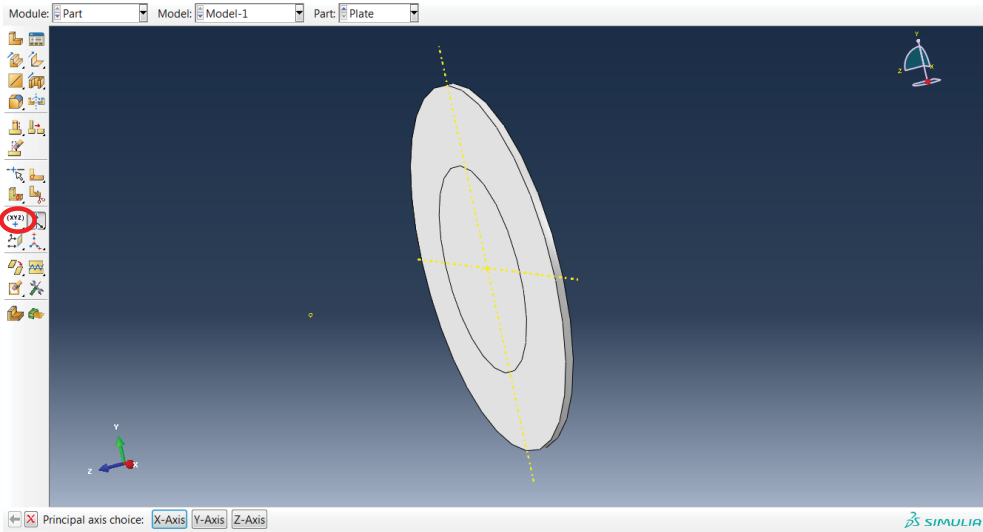 Module: Part Model: Model-1 Part: Plate
Y
Z X
(XYZ)
Y
Z X
Principal axis choice: X-Axis Y-Axis Z-Axis
SIMULIA